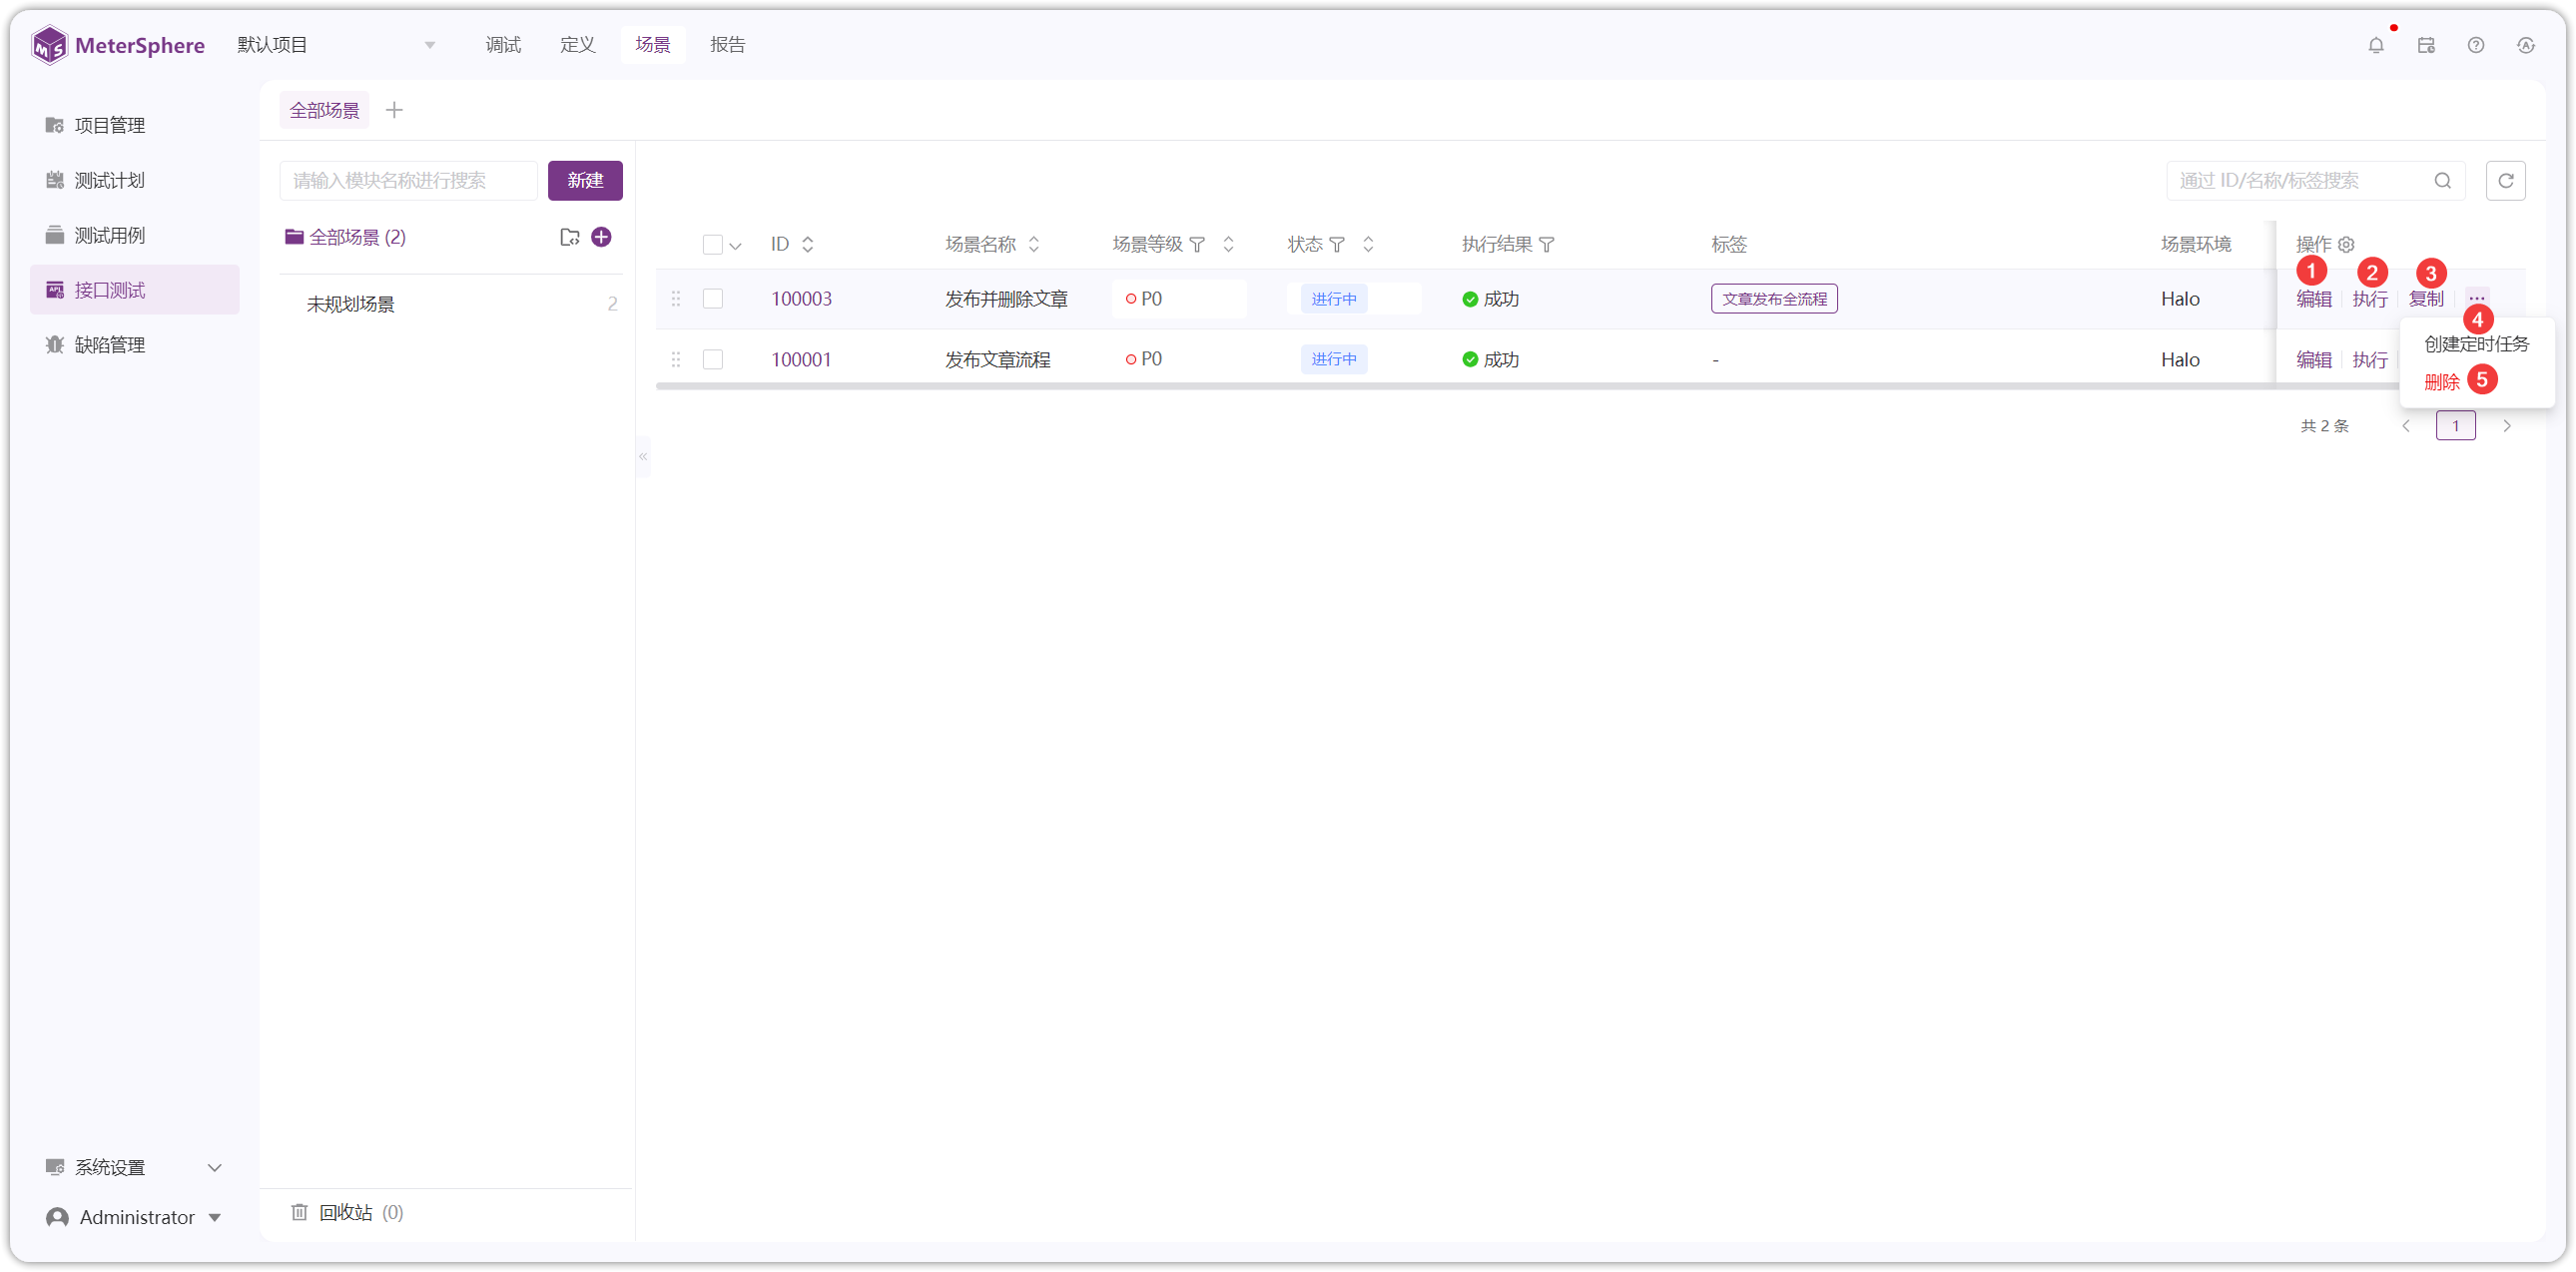 MeterSphere
默认项目
调试
定义
场景
报告
项目管理
测试计划
测试用例
接口测试
缺陷管理
系统设置
Administrator
全部场景
请输入模块名称进行搜索
新建
全部场景 (2)
未规划场景 2
回收站 (0)
通过 ID/名称/标签搜索
ID 场景名称 场景等级 状态 执行结果 标签 场景环境 操作
1 2 3
100003 发布并删除文章 P0 进行中 成功 文章发布全流程 Halo 编辑 执行 复制 ...
4
创建定时任务
100001 发布文章流程 P0 进行中 成功 - Halo 编辑 执行
删除 5
共 2 条 1